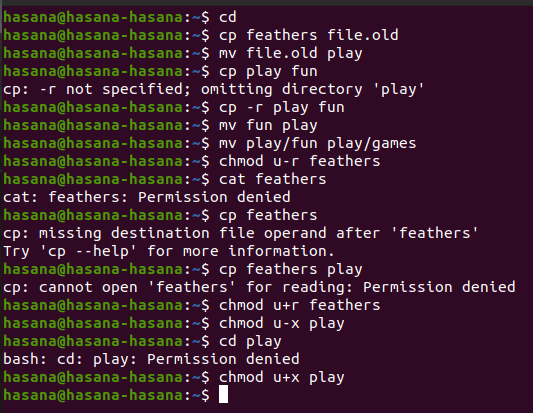 hasana@hasana-hasana:~$ cd
hasana@hasana-hasana:~$ cp feathers file.old
hasana@hasana-hasana:~$ mv file.old play
hasana@hasana-hasana:~$ cp play fun
cp: -r not specified; omitting directory 'play'
hasana@hasana-hasana:~$ cp -r play fun
hasana@hasana-hasana:~$ mv fun play
hasana@hasana-hasana:~$ mv play/fun play/games
hasana@hasana-hasana:~$ chmod u-r feathers
hasana@hasana-hasana:~$ cat feathers
cat: feathers: Permission denied
hasana@hasana-hasana:~$ cp feathers
cp: missing destination file operand after 'feathers'
Try 'cp --help' for more information.
hasana@hasana-hasana:~$ cp feathers play
cp: cannot open 'feathers' for reading: Permission denied
hasana@hasana-hasana:~$ chmod u+r feathers
hasana@hasana-hasana:~$ chmod u-x play
hasana@hasana-hasana:~$ cd play
bash: cd: play: Permission denied
hasana@hasana-hasana:~$ chmod u+x play
hasana@hasana-hasana:~$